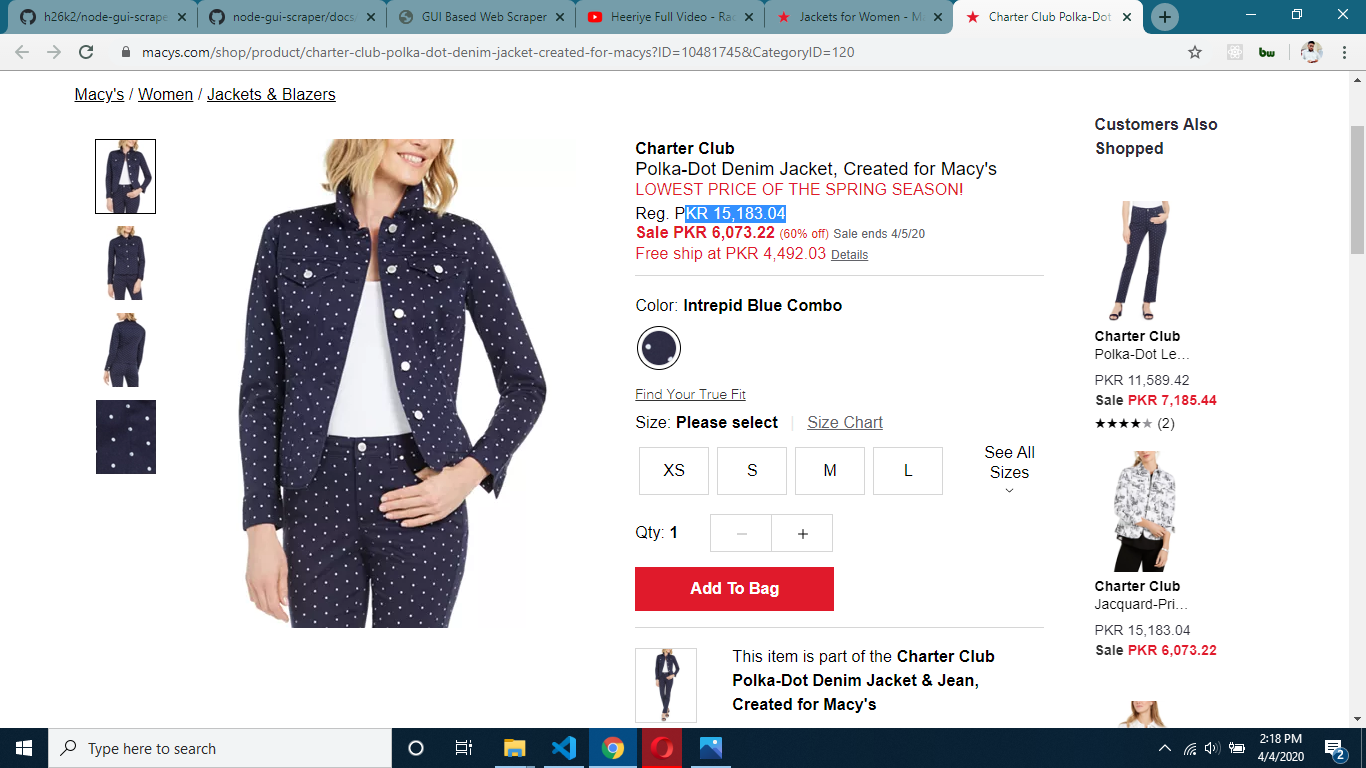 h26k2/node-gui-scrape
node-gui-scraper/docs/
GUI Based Web Scraper
Heeriye Full Video - Rac
Jackets for Women - Ma
Charter Club Polka-Dot
macys.com/shop/product/charter-club-polka-dot-denim-jacket-created-for-macys?ID=10481745&CategoryID=120
bw
Macy's / Women / Jackets & Blazers
Charter Club
Polka-Dot Denim Jacket, Created for Macy's
LOWEST PRICE OF THE SPRING SEASON!
Reg. PKR 15,183.04
Sale PKR 6,073.22 (60% off) Sale ends 4/5/20
Free ship at PKR 4,492.03 Details
Color: Intrepid Blue Combo
Find Your True Fit
Size: Please select | Size Chart
XS S M L
See All
Sizes
Qty: 1 − +
Add To Bag
This item is part of the Charter Club
Polka-Dot Denim Jacket & Jean,
Created for Macy's
Customers Also
Shopped
Charter Club
Polka-Dot Le...
PKR 11,589.42
Sale PKR 7,185.44
★★★★★ (2)
Charter Club
Jacquard-Pri...
PKR 15,183.04
Sale PKR 6,073.22
Type here to search
2:18 PM
4/4/2020
2